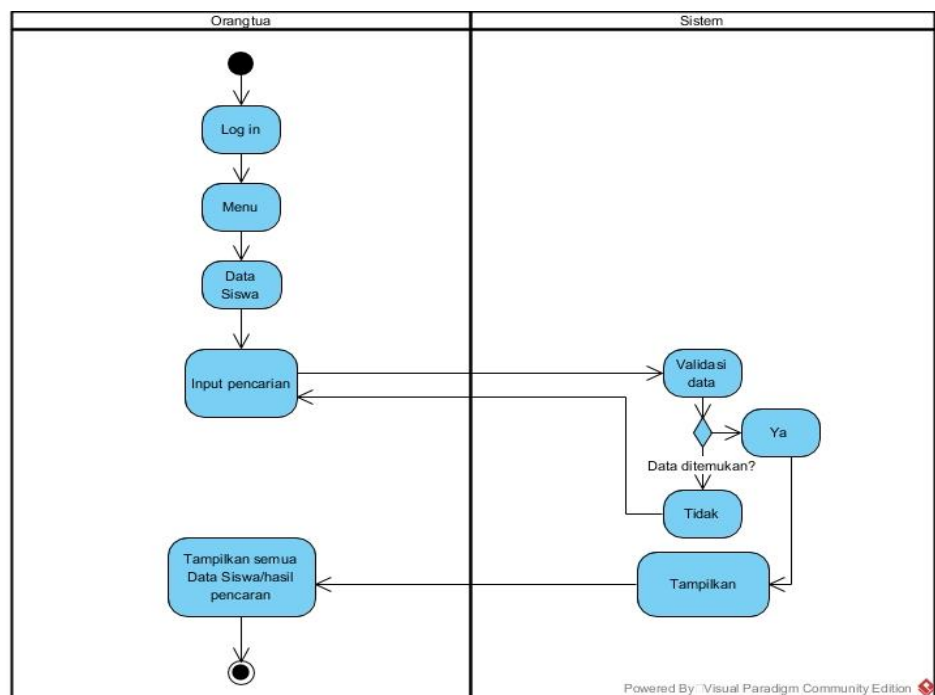 Orangtua
Sistem
Log in
Menu
Data
Siswa
Input pencarian
Validasi
data
Ya
Data ditemukan?
Tidak
Tampilkan semua
Data Siswa/hasil
pencaran
Tampilkan
Powered By Visual Paradigm Community Edition